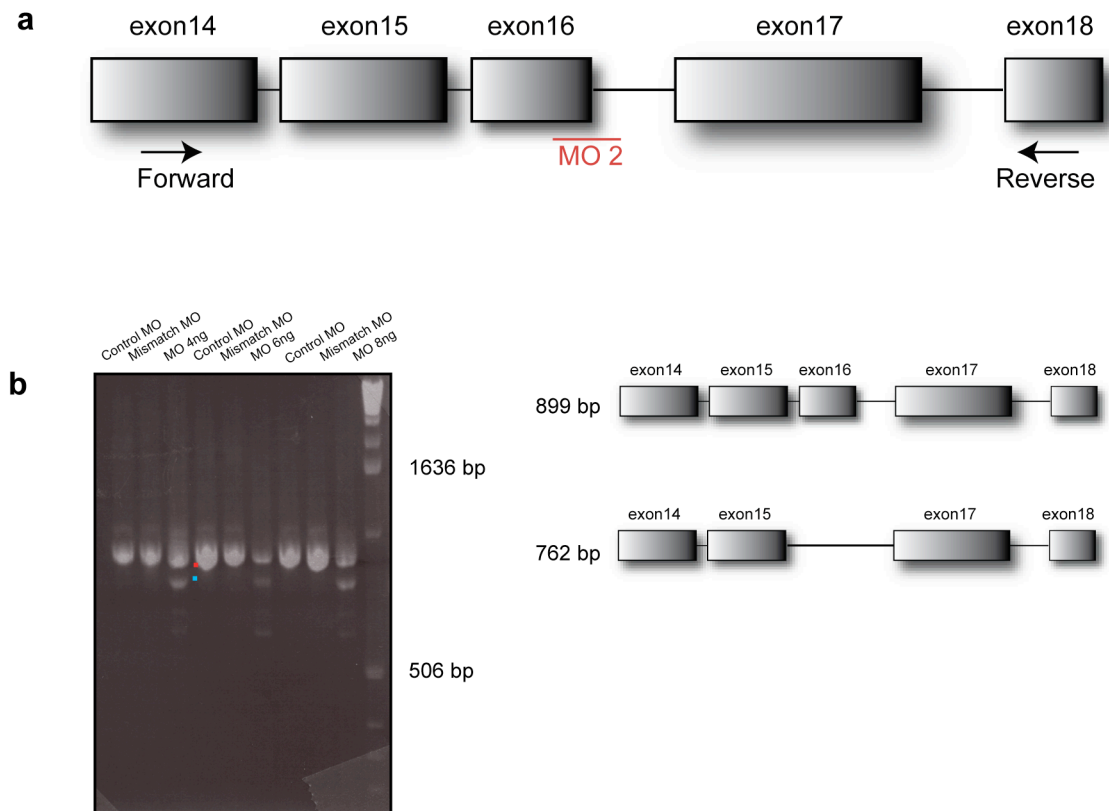 a
exon14 exon15 exon16 exon17 exon18
MO 2
Forward Reverse
b
Control MO
Mismatch MO
MO 4ng
Control MO
Mismatch MO
MO 6ng
Control MO
Mismatch MO
MO 8ng
1636 bp
506 bp
exon14 exon15 exon16 exon17 exon18
899 bp
exon14 exon15 exon17 exon18
762 bp